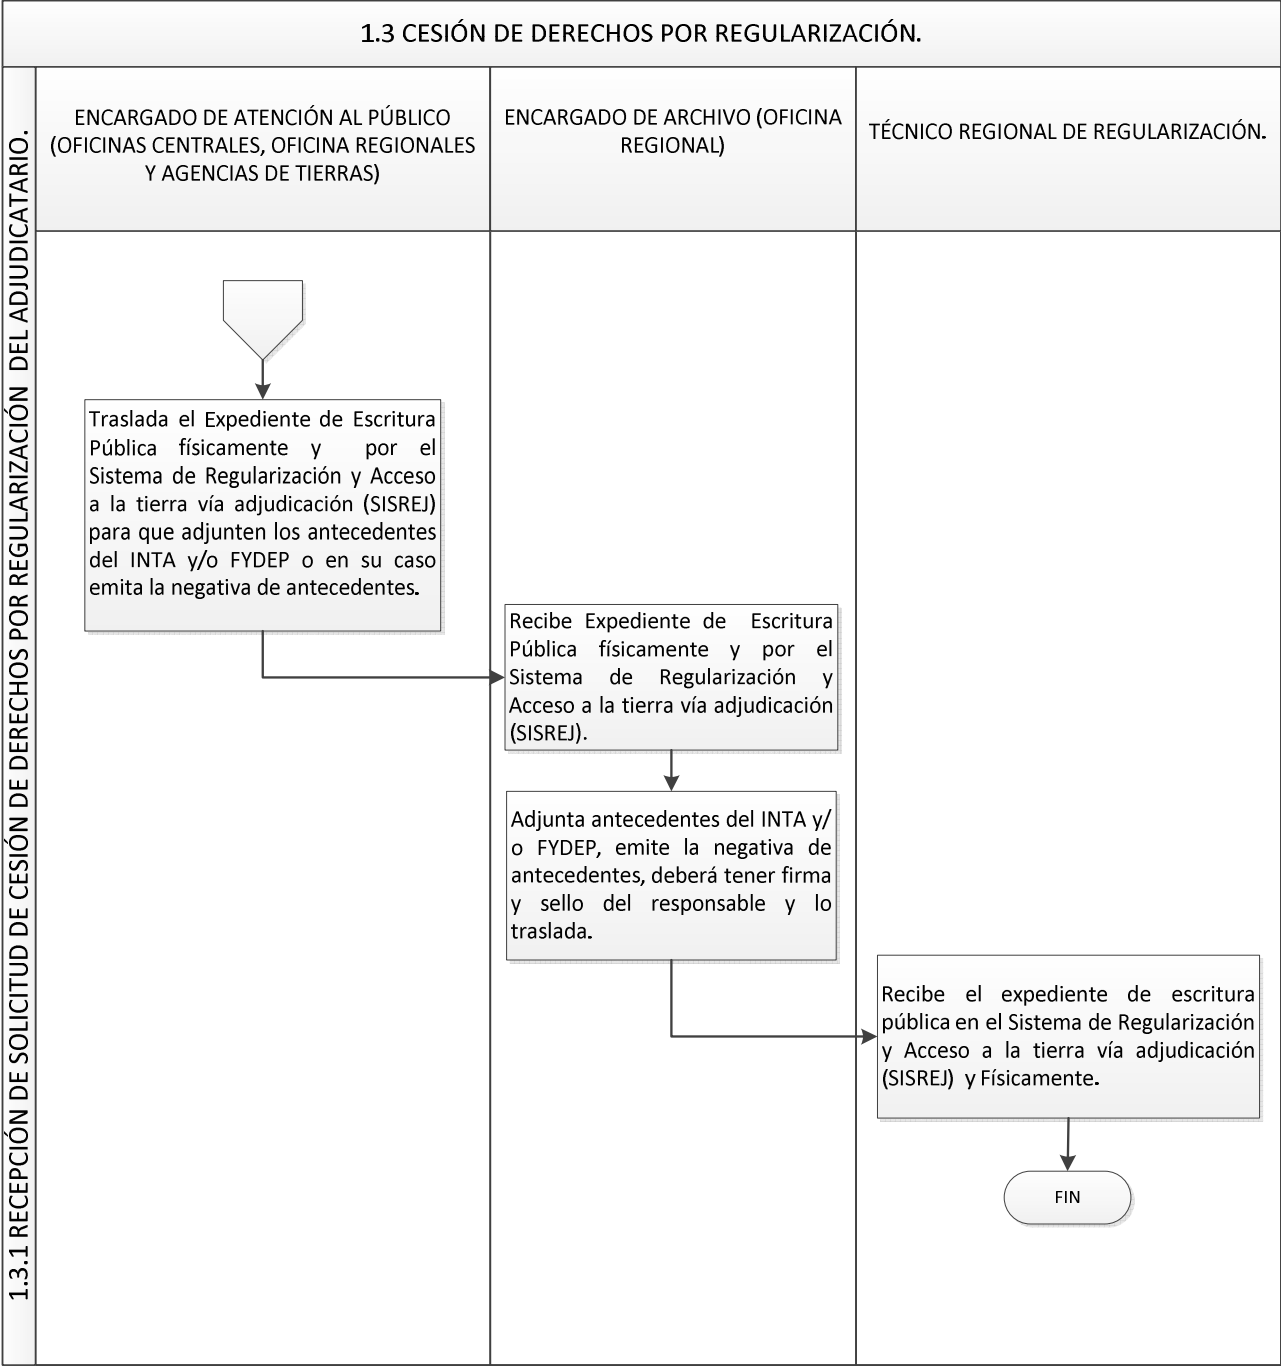 1.3 CESIÓN DE DERECHOS POR REGULARIZACIÓN.
1.3.1 RECEPCIÓN DE SOLICITUD DE CESIÓN DE DERECHOS POR REGULARIZACIÓN DEL ADJUDICATARIO.
ENCARGADO DE ATENCIÓN AL PÚBLICO
(OFICINAS CENTRALES, OFICINA REGIONALES
Y AGENCIAS DE TIERRAS)
ENCARGADO DE ARCHIVO (OFICINA
REGIONAL)
TÉCNICO REGIONAL DE REGULARIZACIÓN.
Traslada el Expediente de Escritura
Pública físicamente y por el
Sistema de Regularización y Acceso
a la tierra vía adjudicación (SISREJ)
para que adjunten los antecedentes
del INTA y/o FYDEP o en su caso
emita la negativa de antecedentes.
Recibe Expediente de Escritura
Pública físicamente y por el
Sistema de Regularización y
Acceso a la tierra vía adjudicación
(SISREJ).
Adjunta antecedentes del INTA y/
o FYDEP, emite la negativa de
antecedentes, deberá tener firma
y sello del responsable y lo
traslada.
Recibe el expediente de escritura
pública en el Sistema de Regularización
y Acceso a la tierra vía adjudicación
(SISREJ) y Físicamente.
FIN